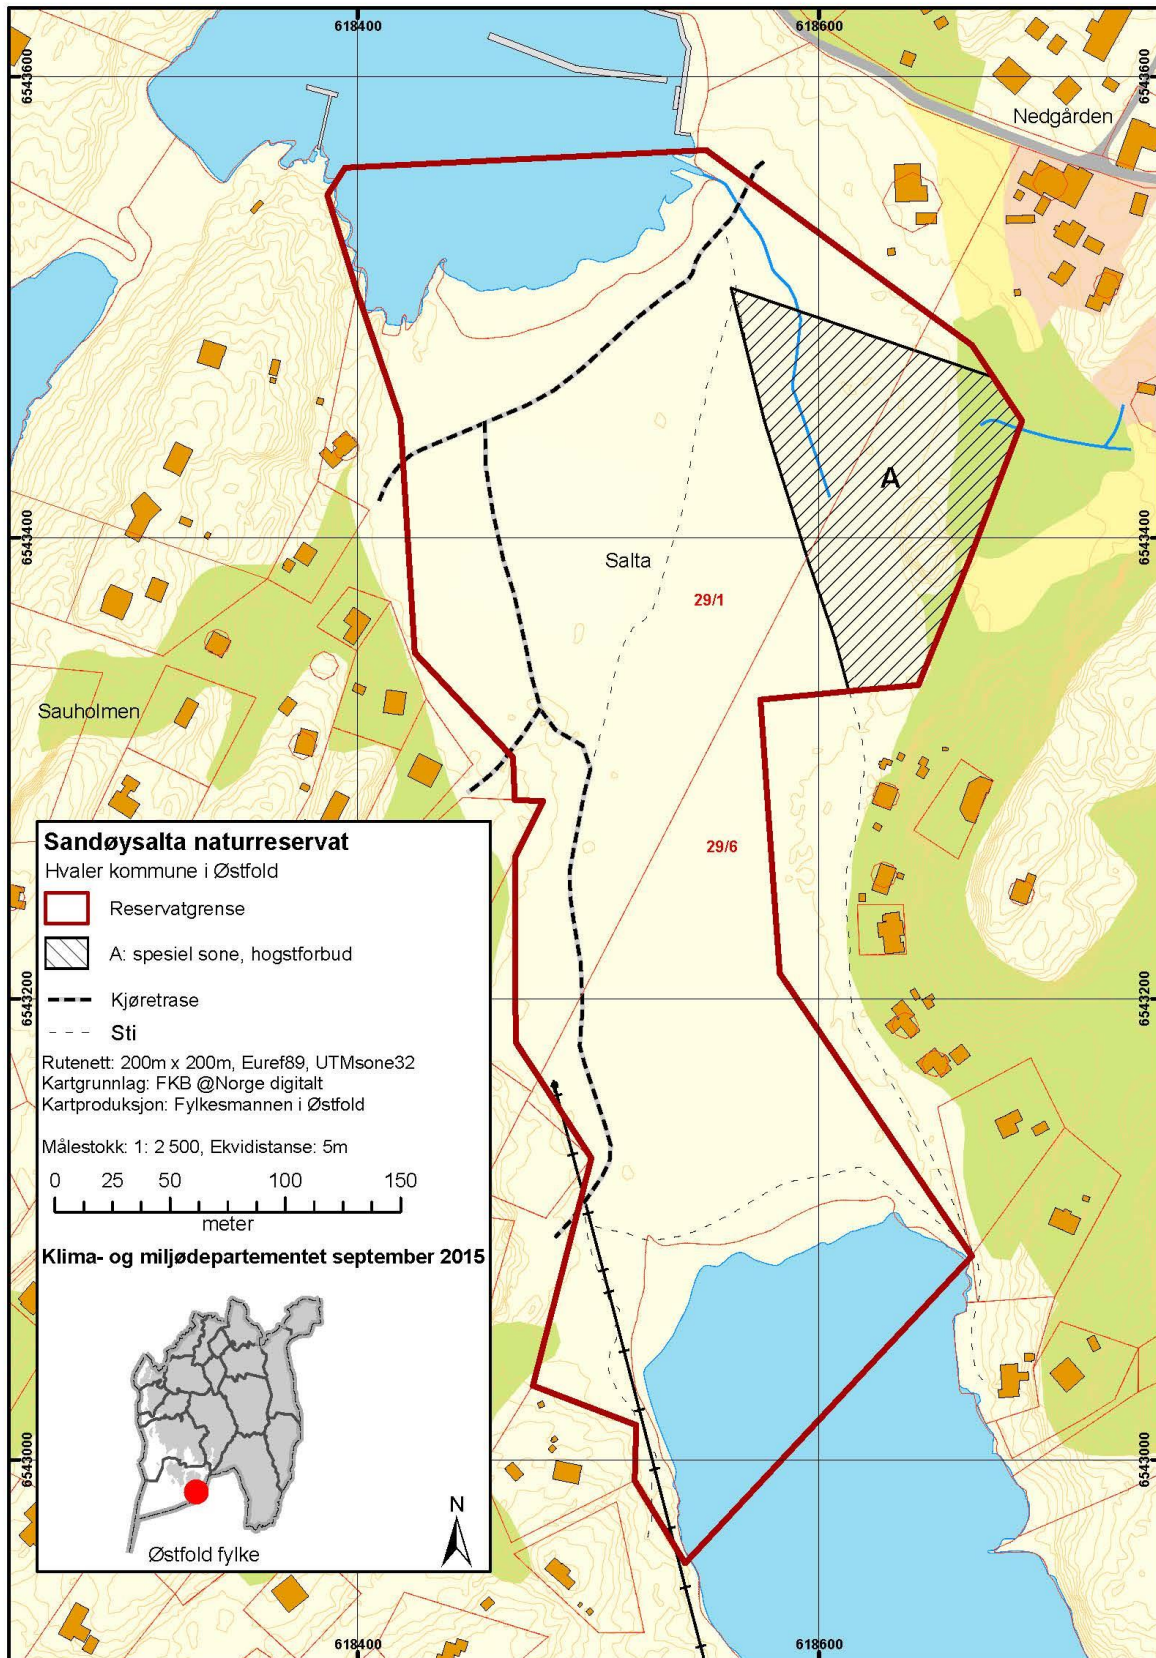 618400
618600
6543600
6543600
Nedgården
A
6543400
6543400
Salta
29/1
Sauholmen
29/6
Sandøysalta naturreservat
Hvaler kommune i Østfold
Reservatgrense
A: spesiel sone, hogstforbud
Kjøretrase
Sti
Rutenett: 200m x 200m, Euref89, UTMsone32
Kartgrunnlag: FKB @Norge digitalt
Kartproduksjon: Fylkesmannen i Østfold
Målestokk: 1: 2 500, Ekvidistanse: 5m
0 25 50 100 150
meter
Klima- og miljødepartementet september 2015
N
Østfold fylke
6543200
6543200
6543000
6543000
618400
618600